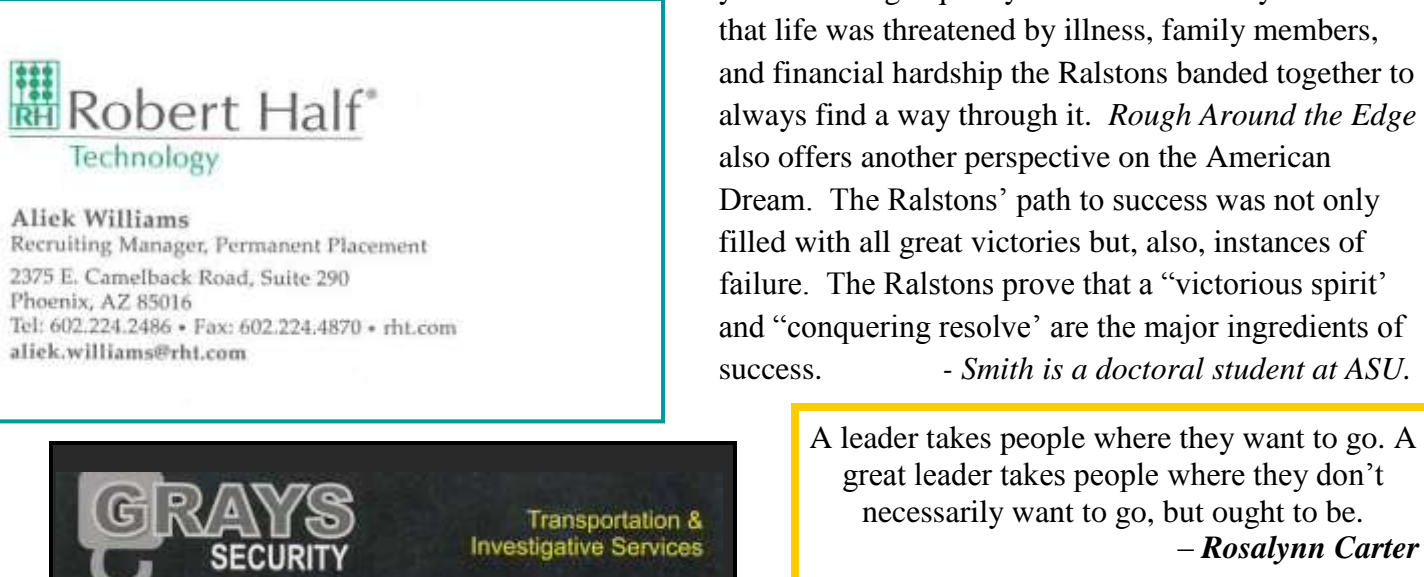 RH Robert Half®
Technology
Aliek Williams
Recruiting Manager, Permanent Placement
2375 E. Camelback Road, Suite 290
Phoenix, AZ 85016
Tel: 602.224.2486 • Fax: 602.224.4870 • rht.com
aliek.williams@rht.com
GRAYS
SECURITY
Transportation &
Investigative Services
that life was threatened by illness, family members,
and financial hardship the Ralstons banded together to
always find a way through it. Rough Around the Edge
also offers another perspective on the American
Dream. The Ralstons’ path to success was not only
filled with all great victories but, also, instances of
failure. The Ralstons prove that a “victorious spirit’
and “conquering resolve’ are the major ingredients of
success. - Smith is a doctoral student at ASU.
A leader takes people where they want to go. A
great leader takes people where they don’t
necessarily want to go, but ought to be.
– Rosalynn Carter